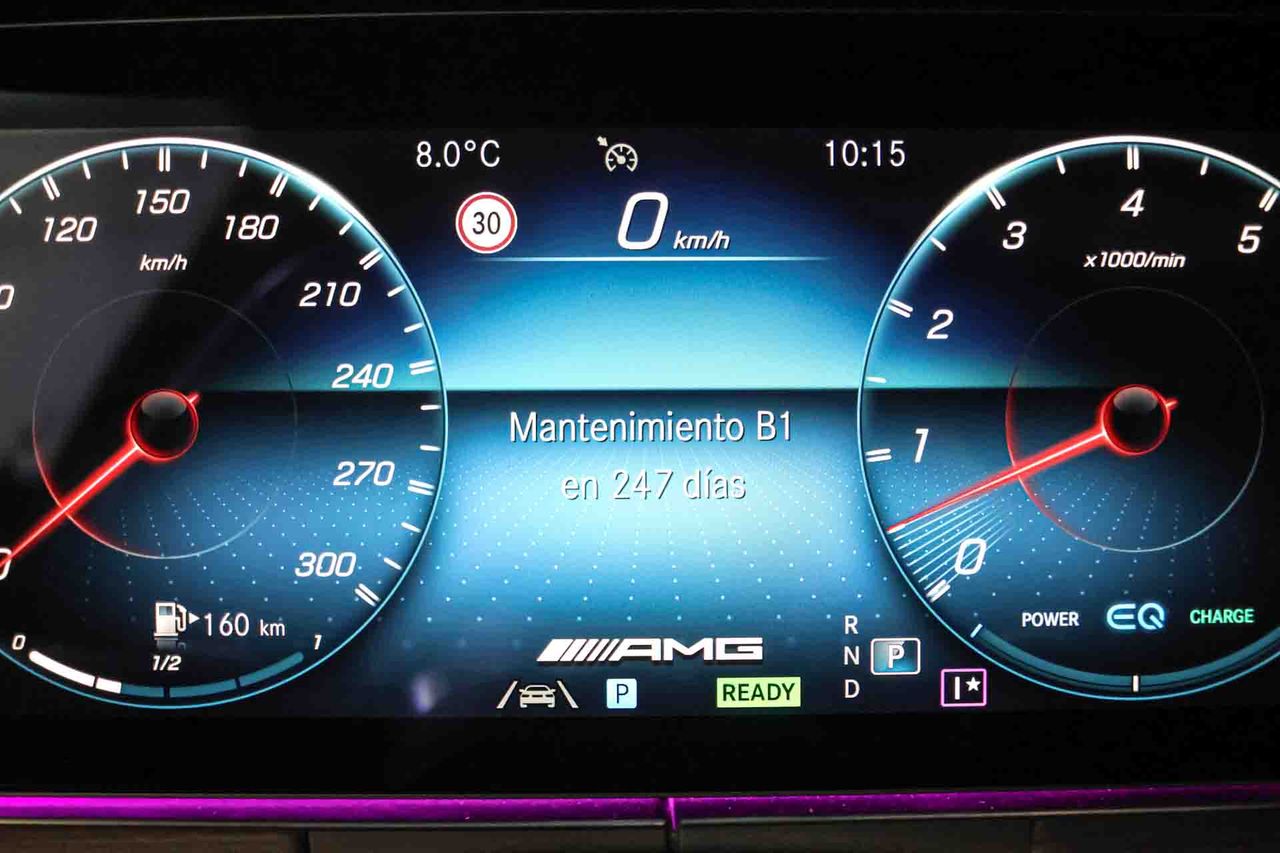 8.0°C
10:15
30
0 km/h
120
150
180
km/h
210
240
270
300
160 km
0
1/2
1
Mantenimiento B1
en 247 días
AMG
P
READY
R
N
D
P
I★
0
1
2
3
4
5
x1000/min
POWER
EQ
CHARGE